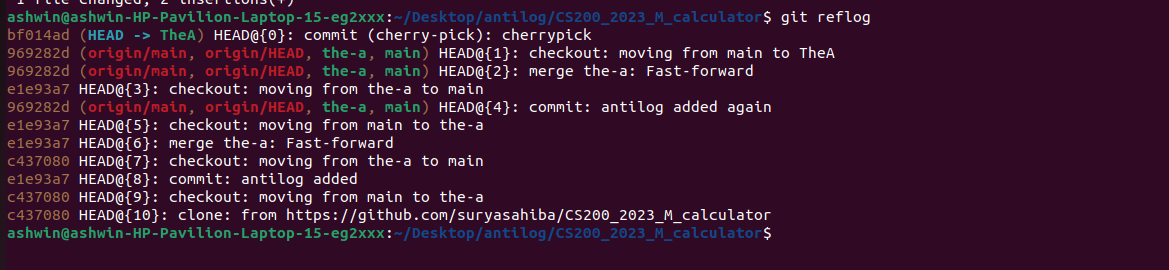 1 file changed, 2 insertions(+)
ashwin@ashwin-HP-Pavilion-Laptop-15-eg2xxx:~/Desktop/antilog/CS200_2023_M_calculator$ git reflog
bf014ad (HEAD -> TheA) HEAD@{0}: commit (cherry-pick): cherrypick
969282d (origin/main, origin/HEAD, the-a, main) HEAD@{1}: checkout: moving from main to TheA
969282d (origin/main, origin/HEAD, the-a, main) HEAD@{2}: merge the-a: Fast-forward
e1e93a7 HEAD@{3}: checkout: moving from the-a to main
969282d (origin/main, origin/HEAD, the-a, main) HEAD@{4}: commit: antilog added again
e1e93a7 HEAD@{5}: checkout: moving from main to the-a
e1e93a7 HEAD@{6}: merge the-a: Fast-forward
c437080 HEAD@{7}: checkout: moving from the-a to main
e1e93a7 HEAD@{8}: commit: antilog added
c437080 HEAD@{9}: checkout: moving from main to the-a
c437080 HEAD@{10}: clone: from https://github.com/suryasahiba/CS200_2023_M_calculator
ashwin@ashwin-HP-Pavilion-Laptop-15-eg2xxx:~/Desktop/antilog/CS200_2023_M_calculator$